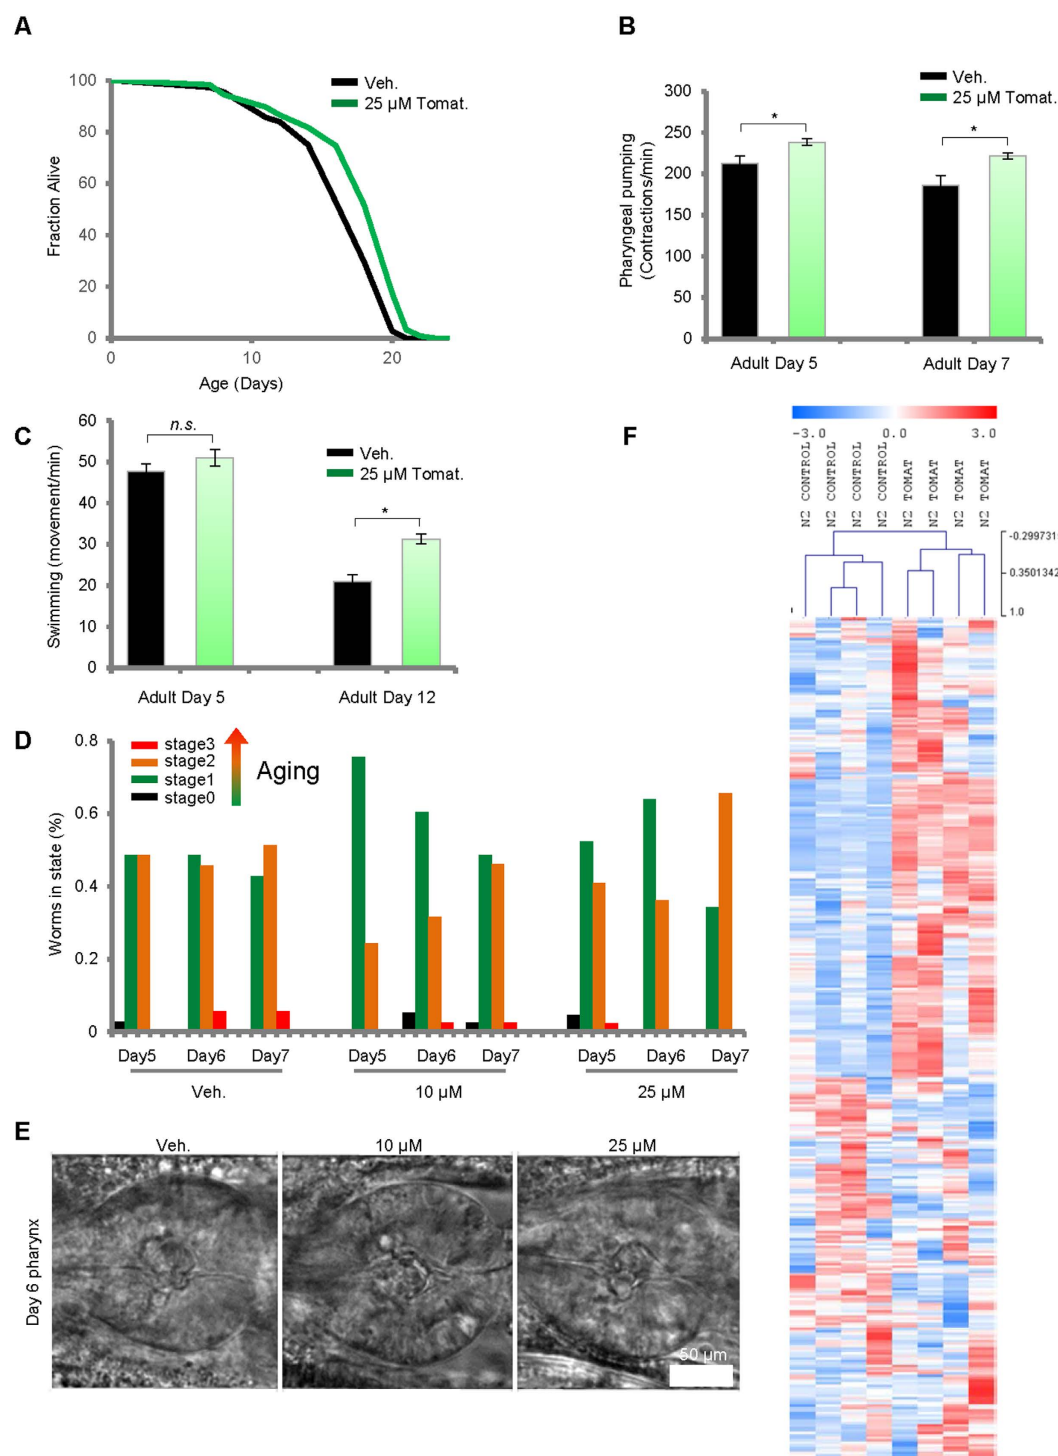 A
B
Veh.
25 µM Tomat.
100
80
60
40
20
0
Fraction Alive
0
10
20
Age (Days)
Veh.
25 µM Tomat.
300
250
200
150
100
50
0
Pharyngeal pumping
(Contractions/min)
*
*
Adult Day 5
Adult Day 7
C
60
50
40
30
20
10
0
Swimming (movement/min)
n.s.
*
Veh.
25 µM Tomat.
Adult Day 5
Adult Day 12
F
-3.0
0.0
3.0
N2 CONTROL
N2 CONTROL
N2 CONTROL
N2 CONTROL
N2 TOMAT
N2 TOMAT
N2 TOMAT
N2 TOMAT
-0.299731
0.3501342
1.0
D
0.8
0.6
0.4
0.2
0
Worms in state (%)
stage3
stage2
stage1
stage0
Aging
Day5
Day6
Day7
Day5
Day6
Day7
Day5
Day6
Day7
Veh.
10 µM
25 µM
E
Veh.
10 µM
25 µM
Day 6 pharynx
50 µm